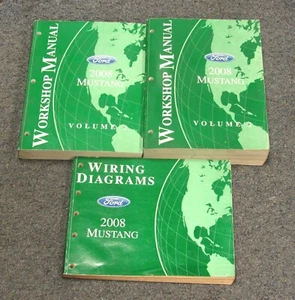 WORKSHOP MANUAL
Ford
2008
MUSTANG
VOLUME
WORKSHOP MANUAL
Ford
2008
MUSTANG
VOLUME
WIRING
DIAGRAMS
Ford
2008
MUSTANG